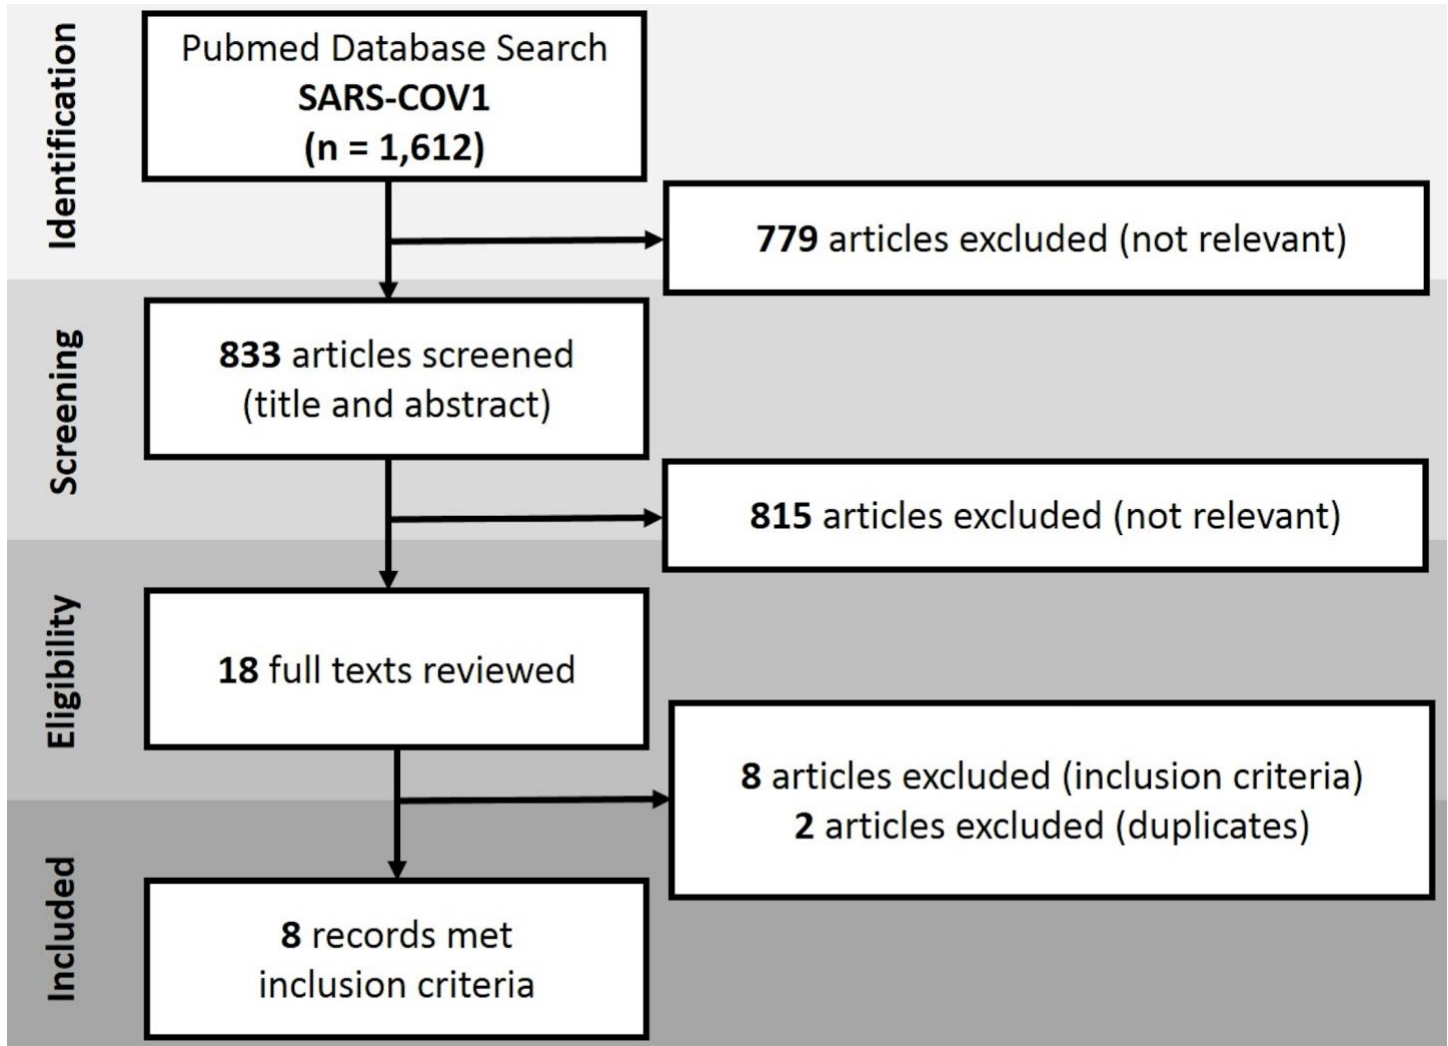 Identification
Pubmed Database Search
SARS-COV1
(n = 1,612)
779 articles excluded (not relevant)
Screening
833 articles screened
(title and abstract)
815 articles excluded (not relevant)
Eligibility
18 full texts reviewed
8 articles excluded (inclusion criteria)
2 articles excluded (duplicates)
Included
8 records met
inclusion criteria